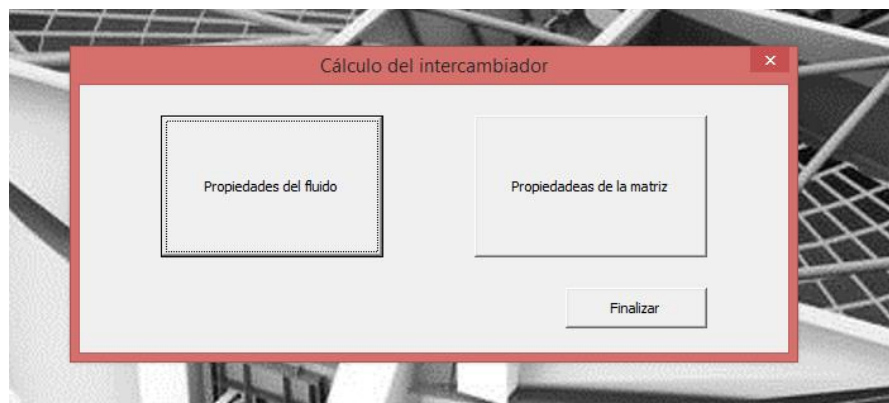 Cálculo del intercambiador
Propiedades del fluido
Propiedadeas de la matriz
Finalizar